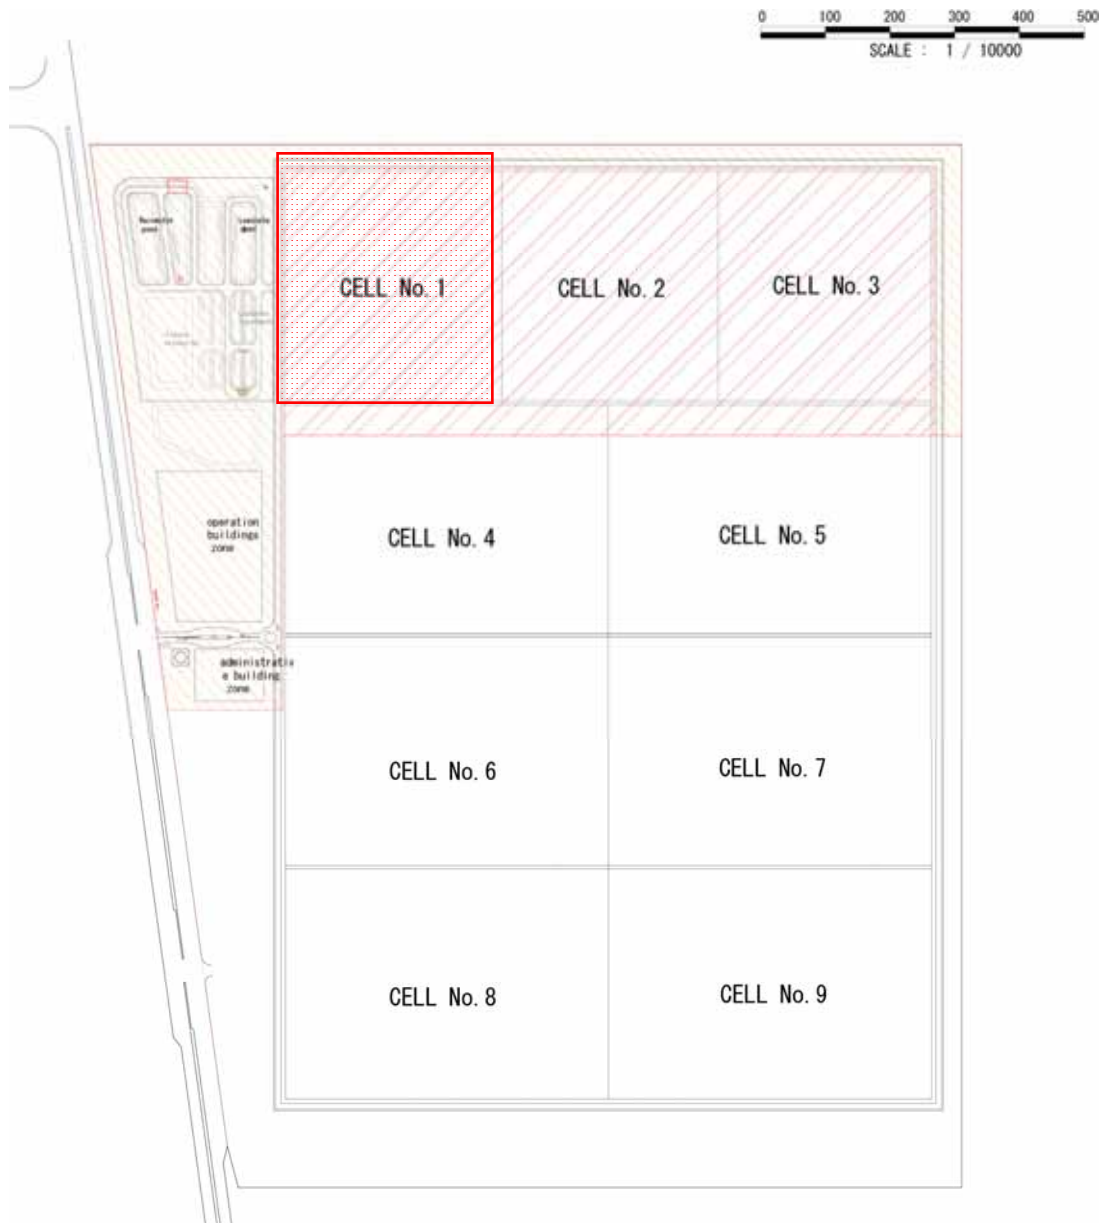 0 100 200 300 400 500
SCALE : 1 / 10000
CELL No. 1
CELL No. 2
CELL No. 3
operation
buildings
zone
CELL No. 4
CELL No. 5
administrativ
e building
zone
CELL No. 6
CELL No. 7
CELL No. 8
CELL No. 9